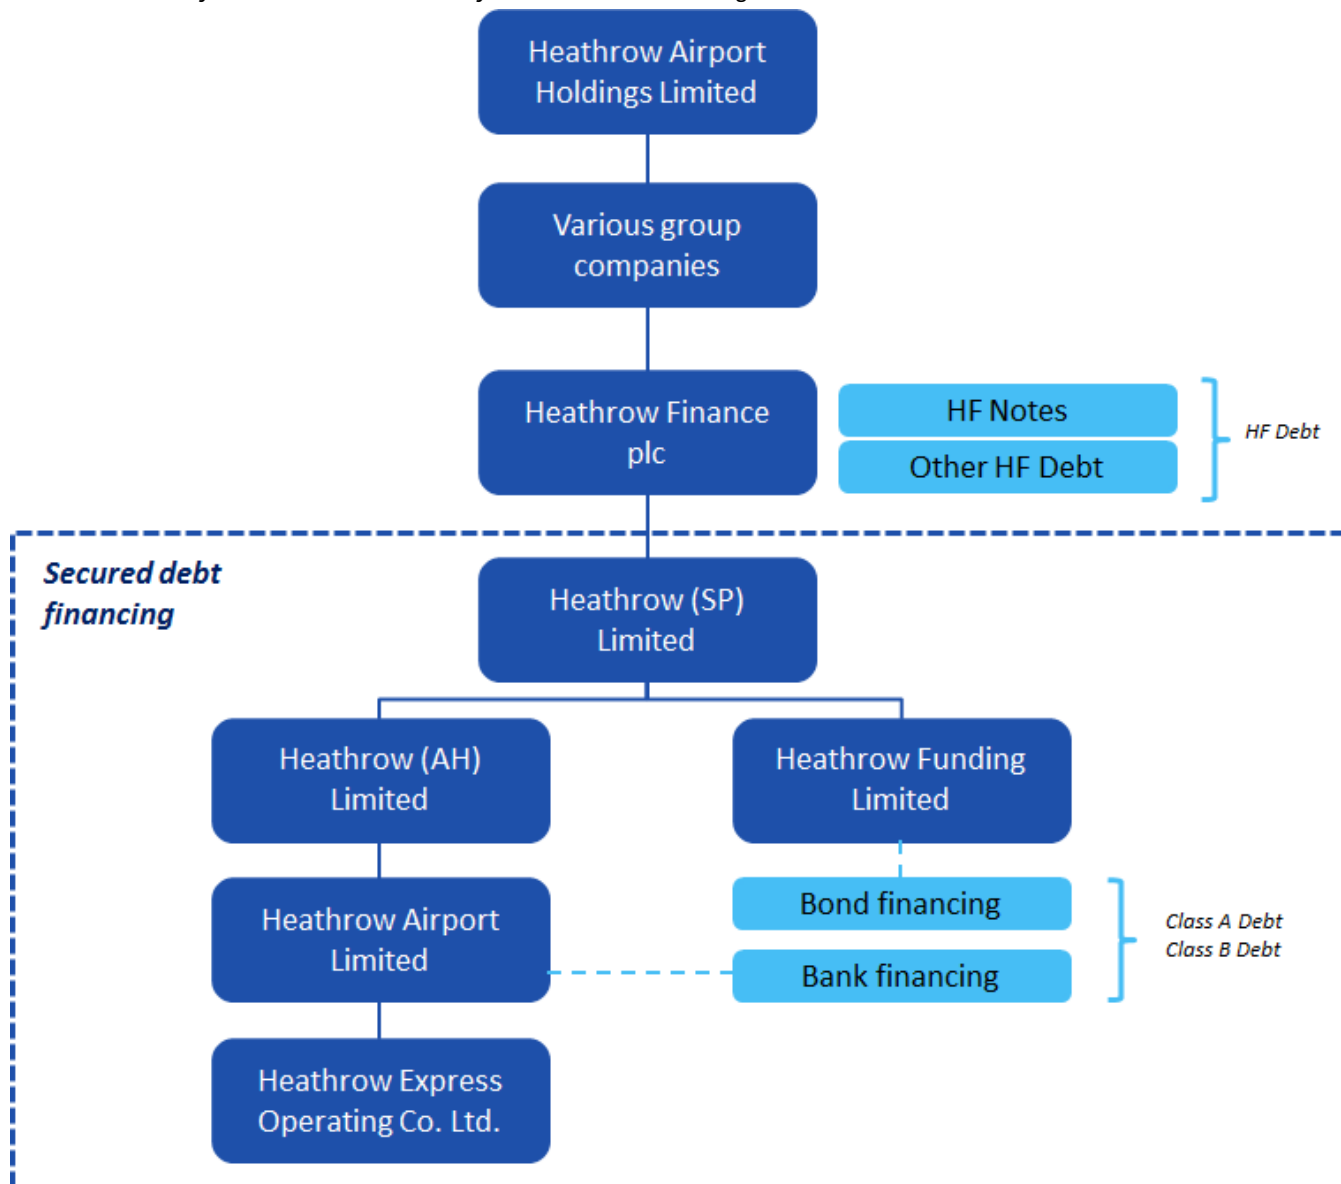 Heathrow Airport
Holdings Limited
Various group
companies
Heathrow Finance
plc
HF Notes
Other HF Debt
HF Debt
Secured debt
financing
Heathrow (SP)
Limited
Heathrow (AH)
Limited
Heathrow Funding
Limited
Heathrow Airport
Limited
Bond financing
Bank financing
Class A Debt
Class B Debt
Heathrow Express
Operating Co. Ltd.